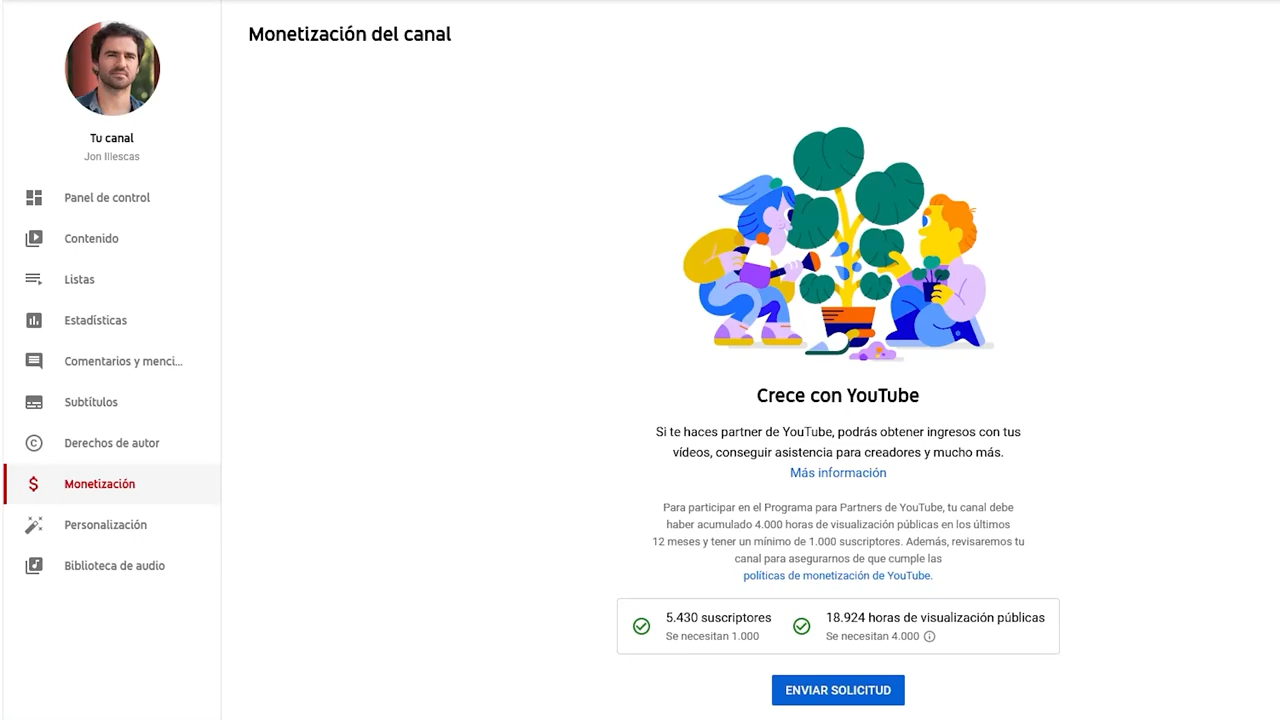 Monetización del canal
Tu canal
Jon Illescas
Panel de control
Contenido
Listas
Estadísticas
Comentarios y menci...
Subtítulos
Derechos de autor
Monetización
Personalización
Biblioteca de audio
Crece con YouTube
Si te haces partner de YouTube, podrás obtener ingresos con tus
vídeos, conseguir asistencia para creadores y mucho más.
Más información
Para participar en el Programa para Partners de YouTube, tu canal debe
haber acumulado 4.000 horas de visualización públicas en los últimos
12 meses y tener un mínimo de 1.000 suscriptores. Además, revisaremos tu
canal para asegurarnos de que cumple las
políticas de monetización de YouTube.
5.430 suscriptores
Se necesitan 1.000
18.924 horas de visualización públicas
Se necesitan 4.000
ENVIAR SOLICITUD